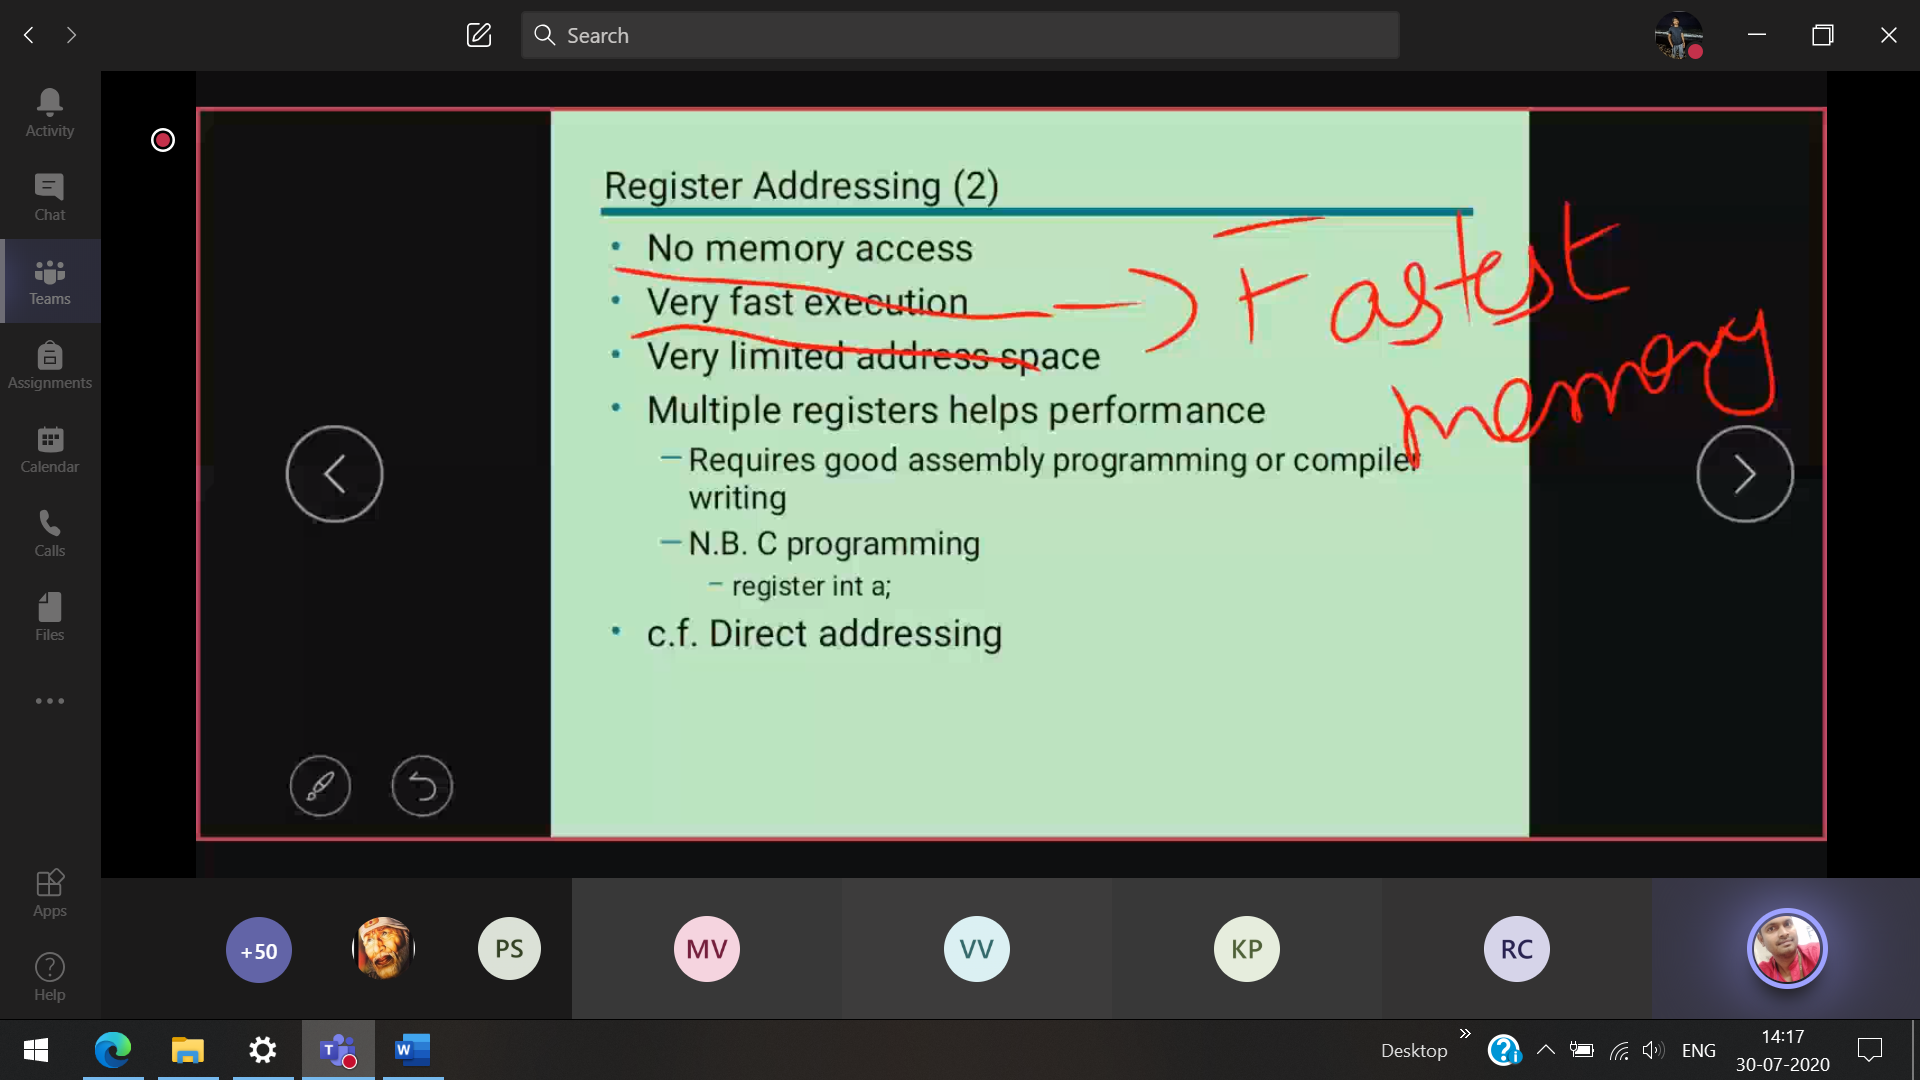 Search
Activity
Chat
Teams
Assignments
Calendar
Calls
Files
Apps
Help
Register Addressing (2)
• No memory access
• Very fast execution
• Very limited address space
• Multiple registers helps performance
– Requires good assembly programming or compiler
writing
– N.B. C programming
– register int a;
• c.f. Direct addressing
Fastest
memory
+50
PS
MV
VV
KP
RC
Desktop
ENG
14:17
30-07-2020